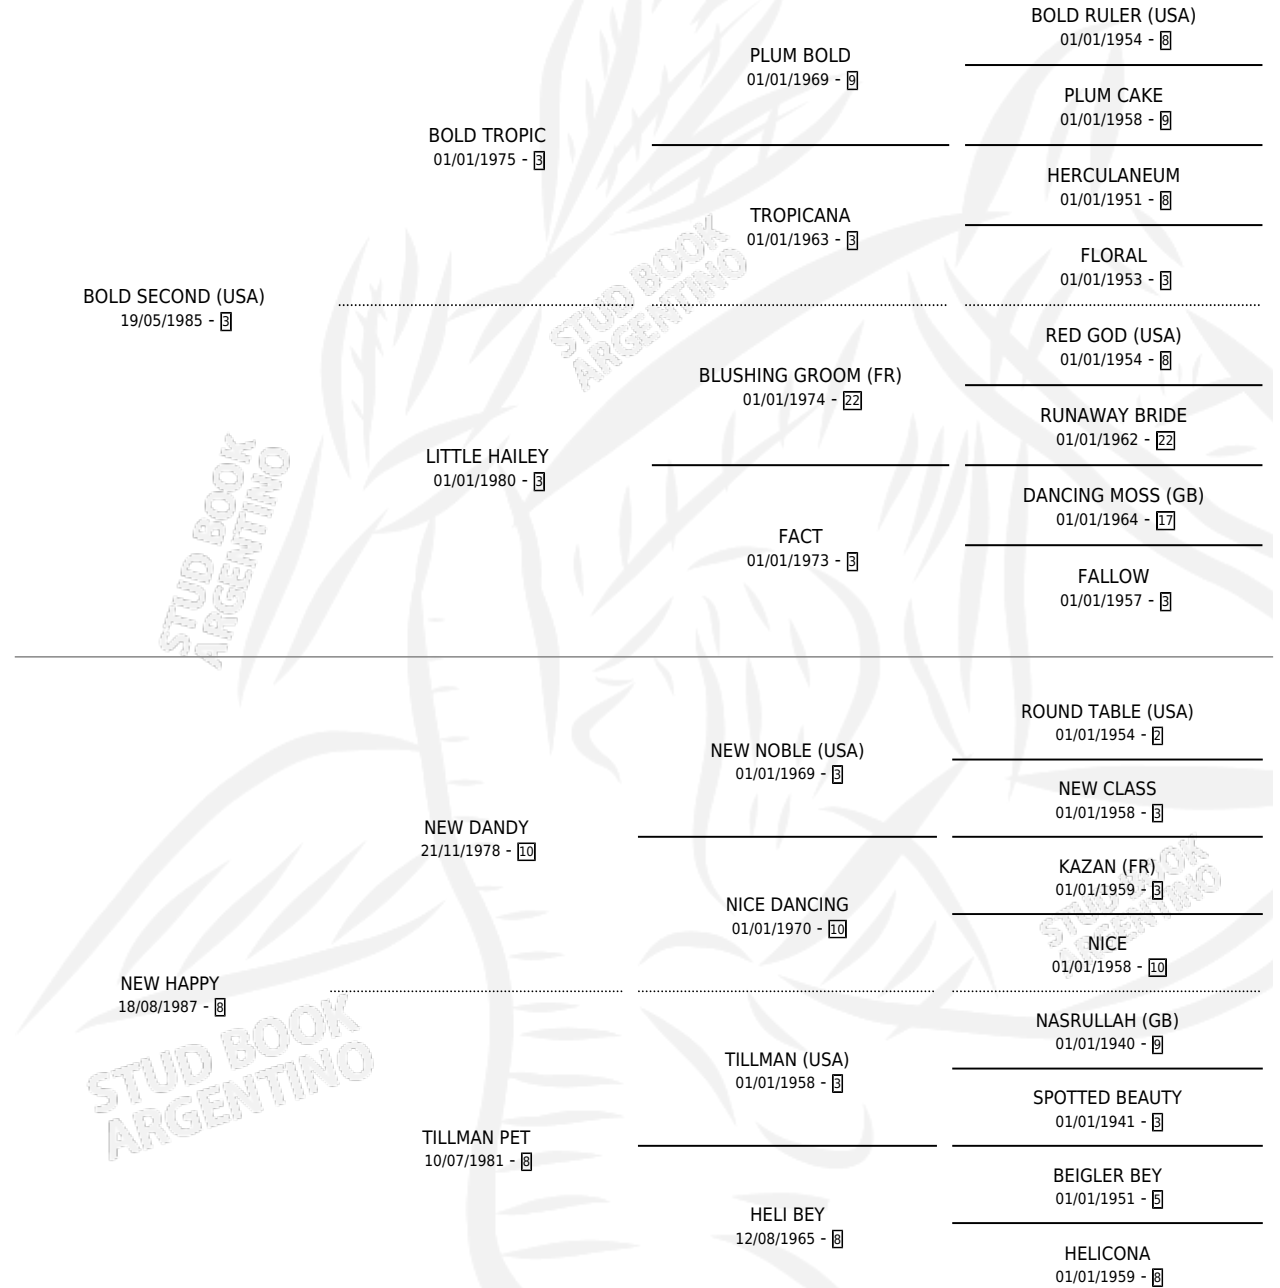 BOLD RULER (USA)
01/01/1954 - 8
PLUM BOLD
01/01/1969 - 9
PLUM CAKE
01/01/1958 - 9
BOLD TROPIC
01/01/1975 - 3
HERCULANEUM
01/01/1951 - 8
TROPICANA
01/01/1963 - 3
FLORAL
01/01/1953 - 3
BOLD SECOND (USA)
19/05/1985 - 3
RED GOD (USA)
01/01/1954 - 8
BLUSHING GROOM (FR)
01/01/1974 - 22
RUNAWAY BRIDE
01/01/1962 - 22
LITTLE HAILEY
01/01/1980 - 3
DANCING MOSS (GB)
01/01/1964 - 17
FACT
01/01/1973 - 3
FALLOW
01/01/1957 - 3
ROUND TABLE (USA)
01/01/1954 - 2
NEW NOBLE (USA)
01/01/1969 - 3
NEW CLASS
01/01/1958 - 3
NEW DANDY
21/11/1978 - 10
KAZAN (FR)
01/01/1959 - 3
NICE DANCING
01/01/1970 - 10
NICE
01/01/1958 - 10
NEW HAPPY
18/08/1987 - 8
NASRULLAH (GB)
01/01/1940 - 9
TILLMAN (USA)
01/01/1958 - 3
SPOTTED BEAUTY
01/01/1941 - 3
TILLMAN PET
10/07/1981 - 8
BEIGLER BEY
01/01/1951 - 5
HELI BEY
12/08/1965 - 8
HELICONA
01/01/1959 - 8
STUD BOOK
ARGENTINO
STUD BOOK
ARGENTINO
STUD BOOK
ARGENTINO
STUD BOOK
ARGENTINO